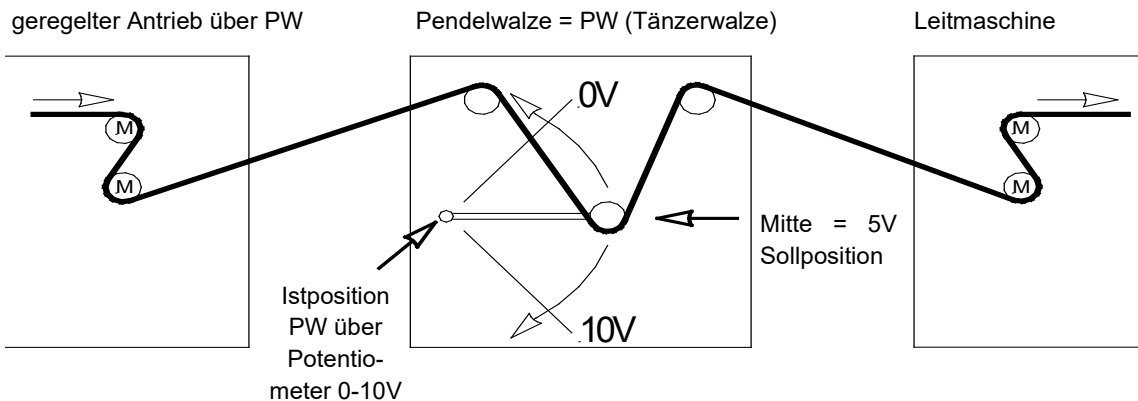 geregelter Antrieb über PW
Pendelwalze = PW (Tänzerwalze)
Leitmaschine
0V
M
M
M
M
Mitte = 5V
Sollposition
Istposition
PW über
Potentio-
meter 0-10V
10V